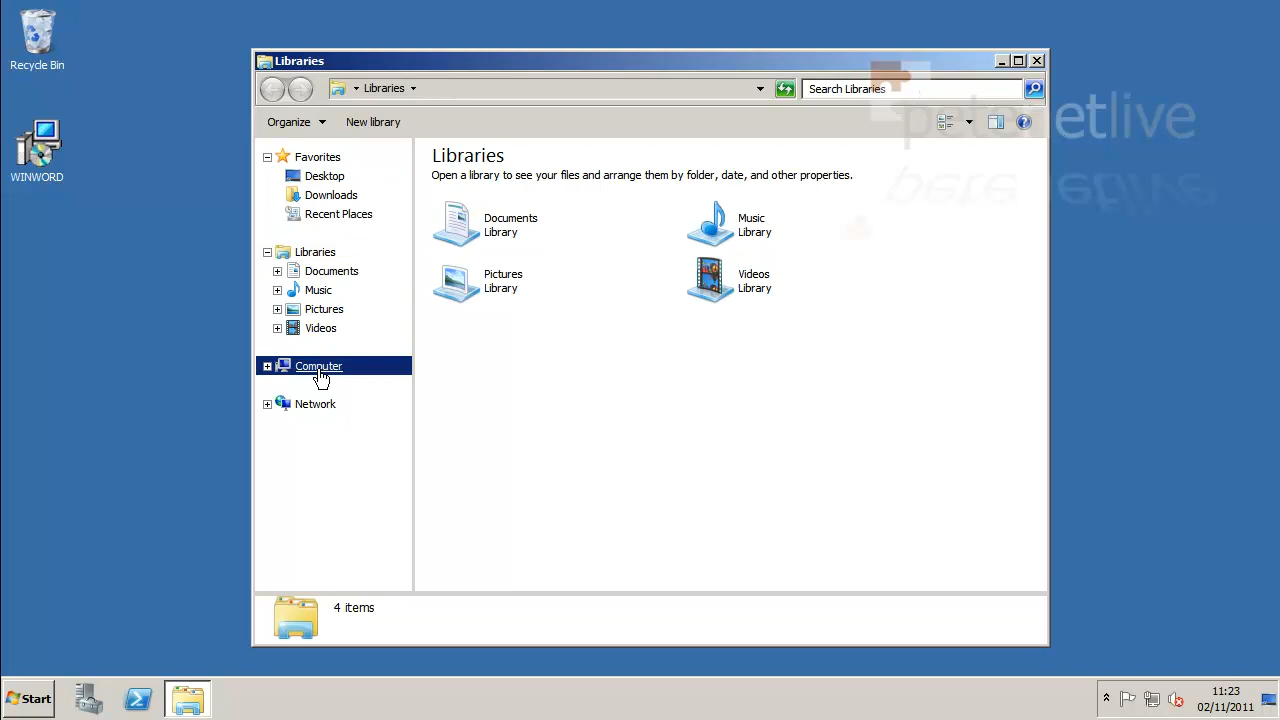 Recycle Bin
WINWORD
Libraries
Libraries
Search Libraries
peternetlive
Organize
New library
Favorites
Desktop
Downloads
Recent Places
Libraries
Documents
Music
Pictures
Videos
Computer
Network
Libraries
Open a library to see your files and arrange them by folder, date, and other properties.
Documents
Library
Music
Library
Pictures
Library
Videos
Library
4 items
Start
11:23
02/11/2011